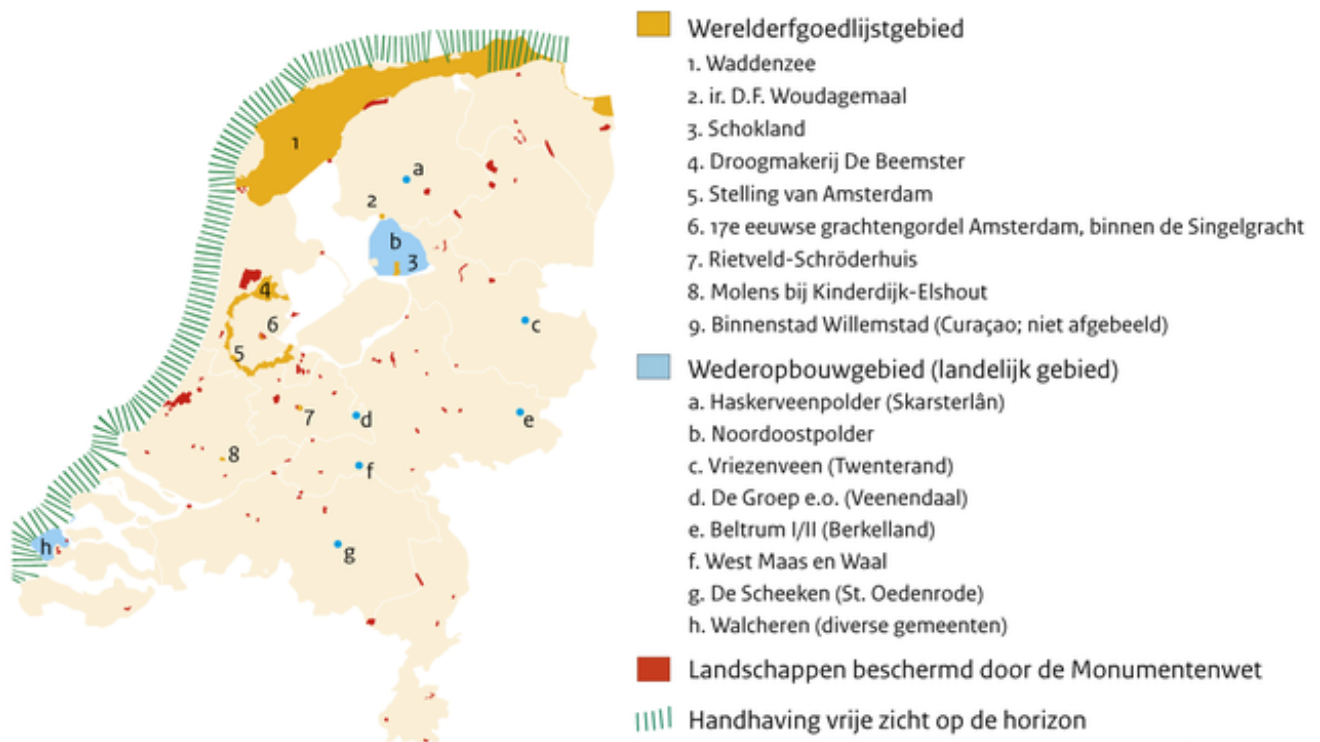 Werelderfgoedlijstgebied
1. Waddenzee
2. ir. D.F. Woudagemaal
3. Schokland
4. Droogmakerij De Beemster
5. Stelling van Amsterdam
6. 17e eeuwse grachtengordel Amsterdam, binnen de Singelgracht
7. Rietveld-Schröderhuis
8. Molens bij Kinderdijk-Elshout
9. Binnenstad Willemstad (Curaçao; niet afgebeeld)
Wederopbouwgebied (landelijk gebied)
a. Haskerveenpolder (Skarsterlân)
b. Noordoostpolder
c. Vriezenveen (Twenterand)
d. De Groep e.o. (Veenendaal)
e. Beltrum I/II (Berkelland)
f. West Maas en Waal
g. De Scheeken (St. Oedenrode)
h. Walcheren (diverse gemeenten)
Landschappen beschermd door de Monumentenwet
Handhaving vrije zicht op de horizon
1
a
2
b
3
4
6
c
5
7
d
e
8
f
h
g